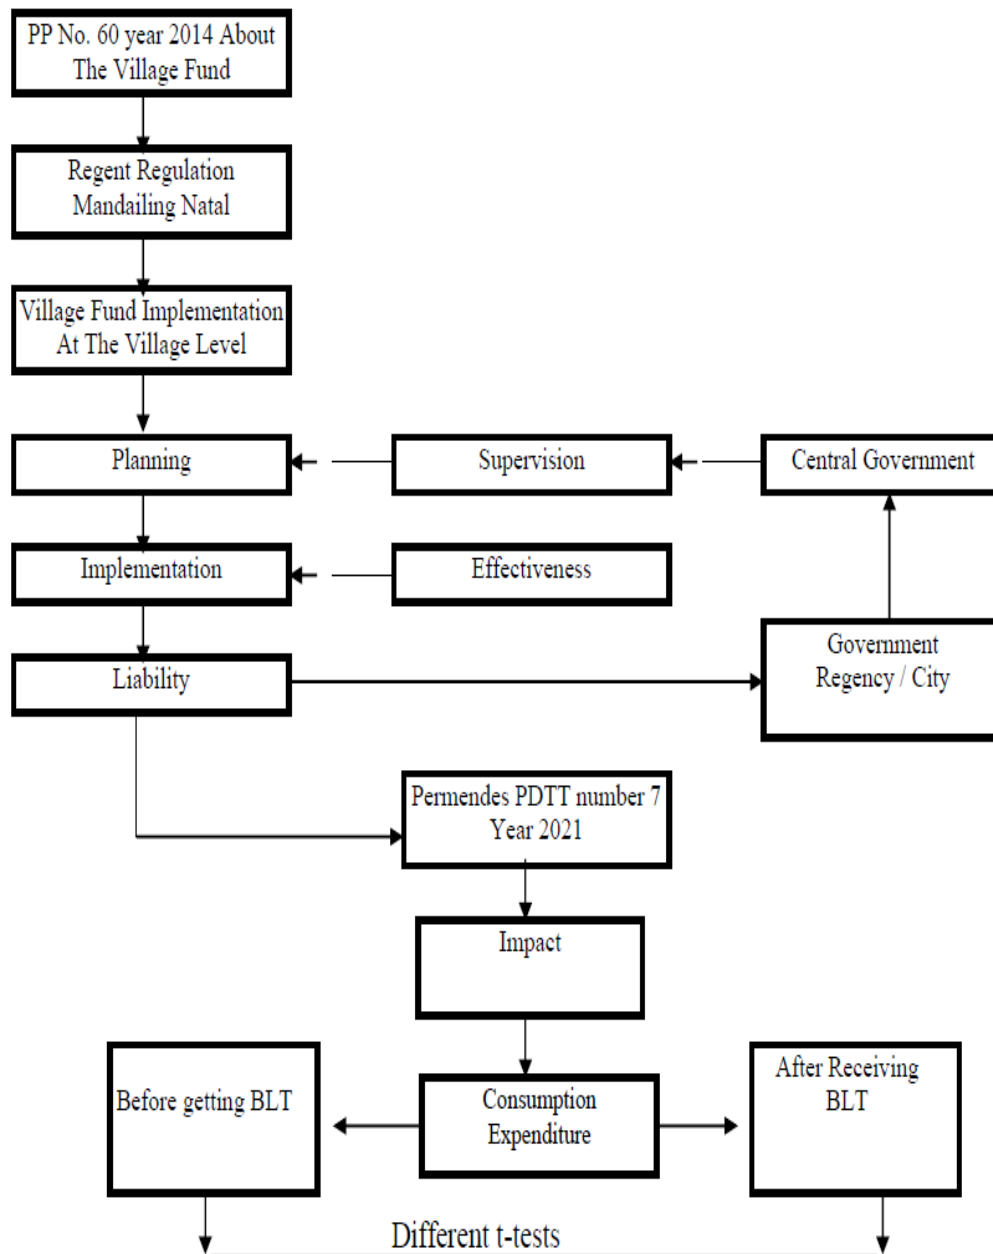 PP No. 60 year 2014 About
The Village Fund
Regent Regulation
Mandailing Natal
Village Fund Implementation
At The Village Level
Planning
Supervision
Central Government
Implementation
Effectiveness
Liability
Government
Regency / City
Permendes PDTT number 7
Year 2021
Impact
Before getting BLT
Consumption
Expenditure
After Receiving
BLT
Different t-tests